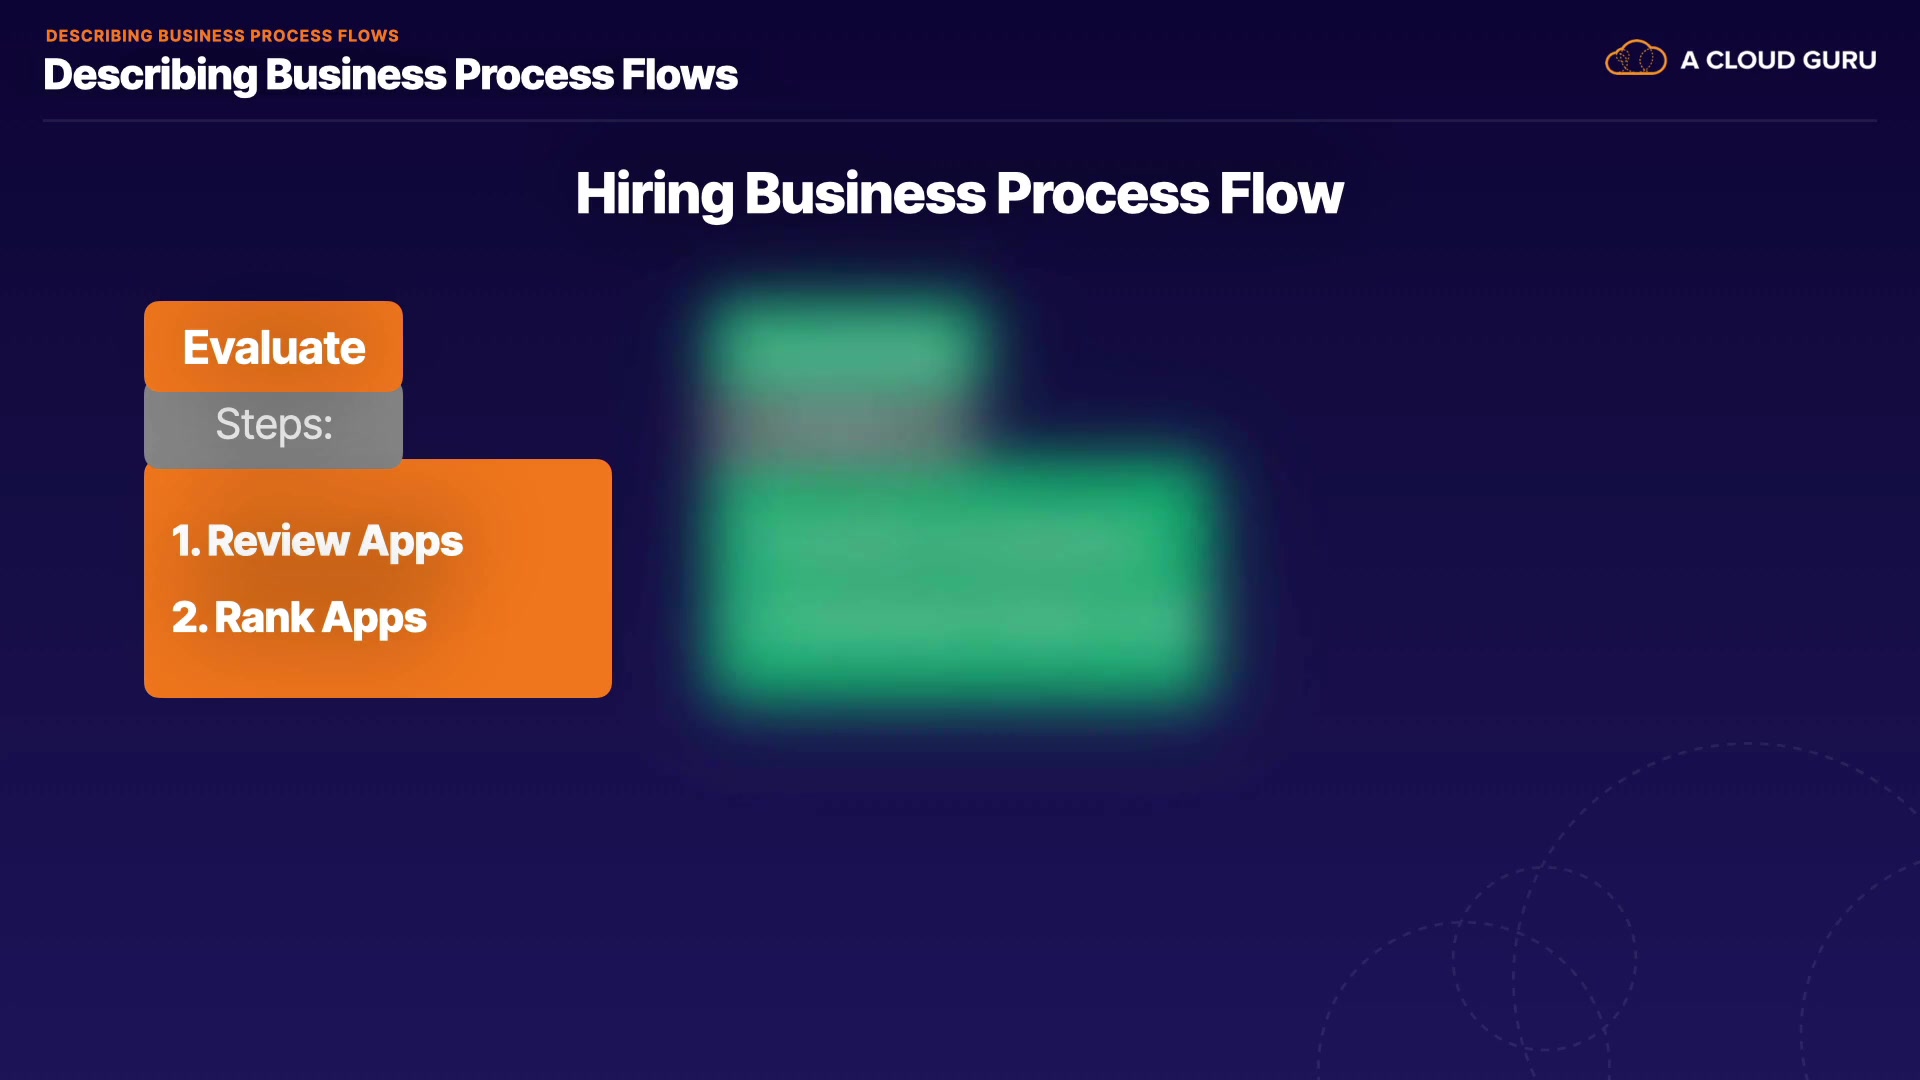 DESCRIBING BUSINESS PROCESS FLOWS
Describing Business Process Flows
A CLOUD GURU
Hiring Business Process Flow
Evaluate
Steps:
1. Review Apps
2. Rank Apps